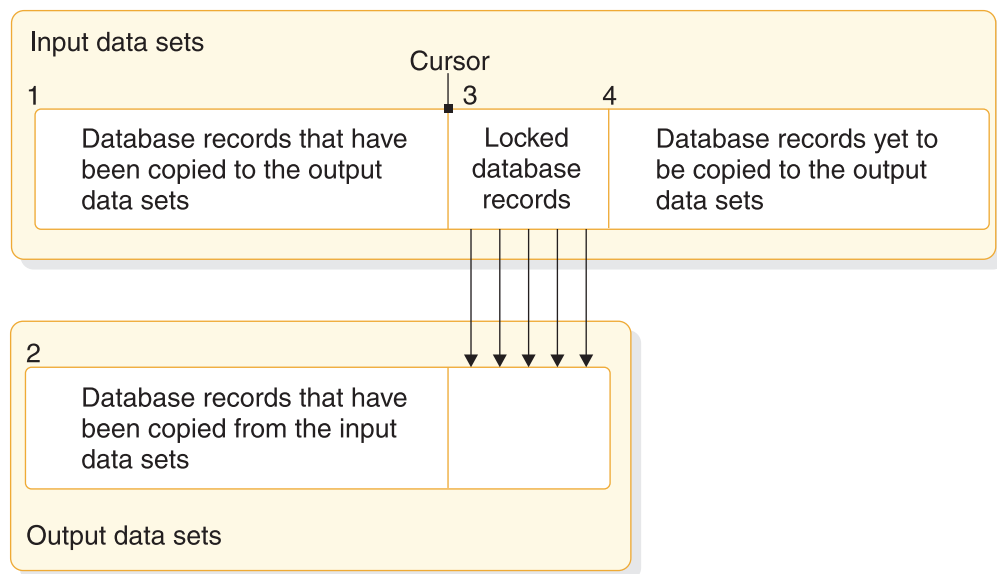 Input data sets
Cursor
1
3
4
Database records that have
been copied to the output
data sets
Locked
database
records
Database records yet to
be copied to the output
data sets
2
Database records that have
been copied from the input
data sets
Output data sets